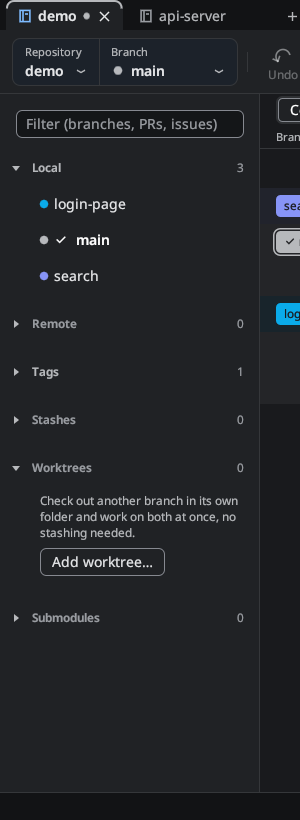 demo
api-server
Repository
demo
Branch
main
Undo
Filter (branches, PRs, issues)
Local 3
login-page
main
search
Remote 0
Tags 1
Stashes 0
Worktrees 0
Check out another branch in its own
folder and work on both at once, no
stashing needed.
Add worktree...
Submodules 0